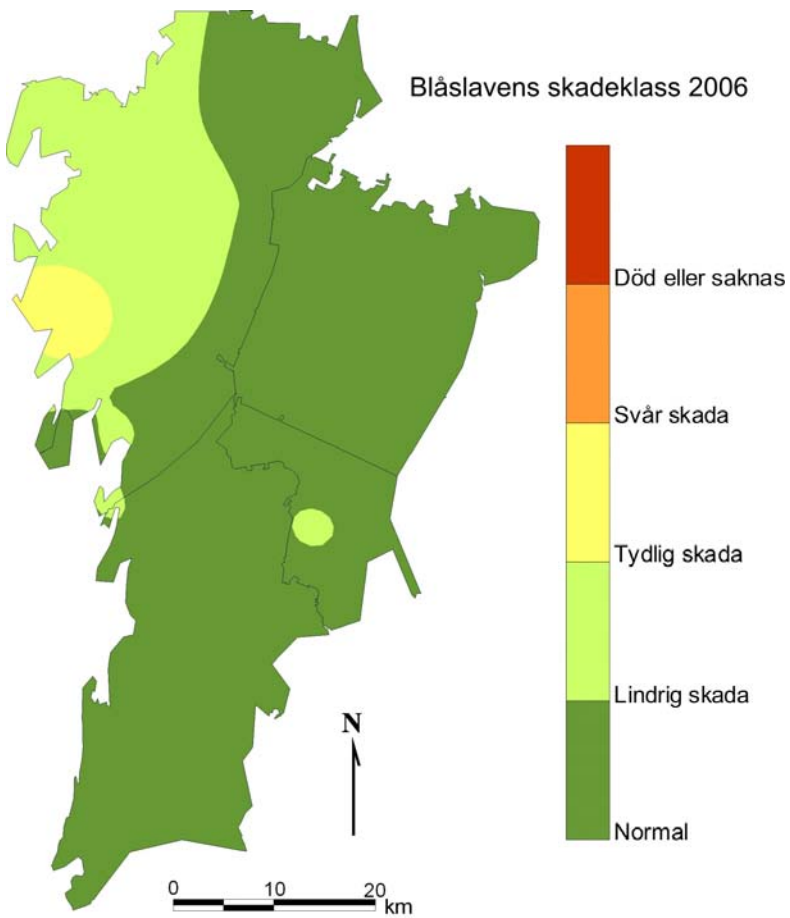 Blåslavens skadeklass 2006
Död eller saknas
Svår skada
Tydlig skada
Lindrig skada
Normal
N
0 10 20
km